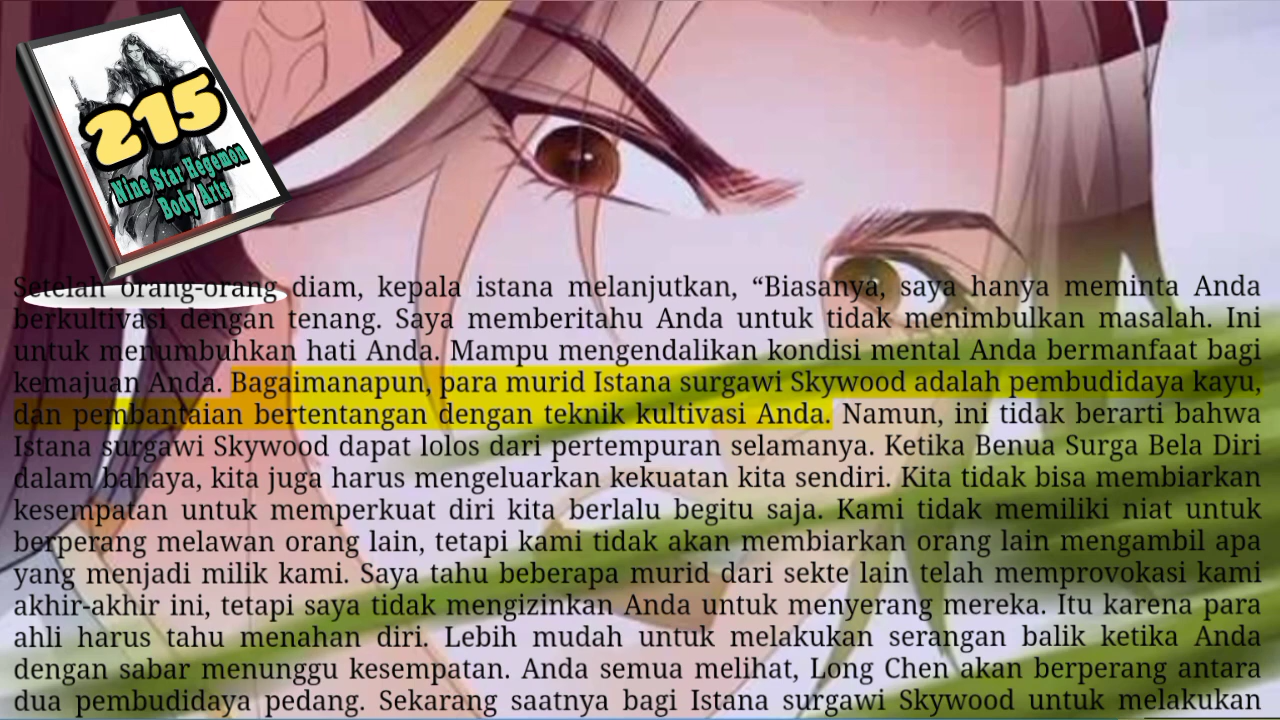 215
Nine Star Hegemon
Body Arts
Setelah orang-orang diam, kepala istana melanjutkan, “Biasanya, saya hanya meminta Anda
berkultivasi dengan tenang. Saya memberitahu Anda untuk tidak menimbulkan masalah. Ini
untuk menumbuhkan hati Anda. Mampu mengendalikan kondisi mental Anda bermanfaat bagi
kemajuan Anda. Bagaimanapun, para murid Istana surgawi Skywood adalah pembudidaya kayu,
dan pembantaian bertentangan dengan teknik kultivasi Anda. Namun, ini tidak berarti bahwa
Istana surgawi Skywood dapat lolos dari pertempuran selamanya. Ketika Benua Surga Bela Diri
dalam bahaya, kita juga harus mengeluarkan kekuatan kita sendiri. Kita tidak bisa membiarkan
kesempatan untuk memperkuat diri kita berlalu begitu saja. Kami tidak memiliki niat untuk
berperang melawan orang lain, tetapi kami tidak akan membiarkan orang lain mengambil apa
yang menjadi milik kami. Saya tahu beberapa murid dari sekte lain telah memprovokasi kami
akhir-akhir ini, tetapi saya tidak mengizinkan Anda untuk menyerang mereka. Itu karena para
ahli harus tahu menahan diri. Lebih mudah untuk melakukan serangan balik ketika Anda
dengan sabar menunggu kesempatan. Anda semua melihat, Long Chen akan berperang antara
dua pembudidaya pedang. Sekarang saatnya bagi Istana surgawi Skywood untuk melakukan